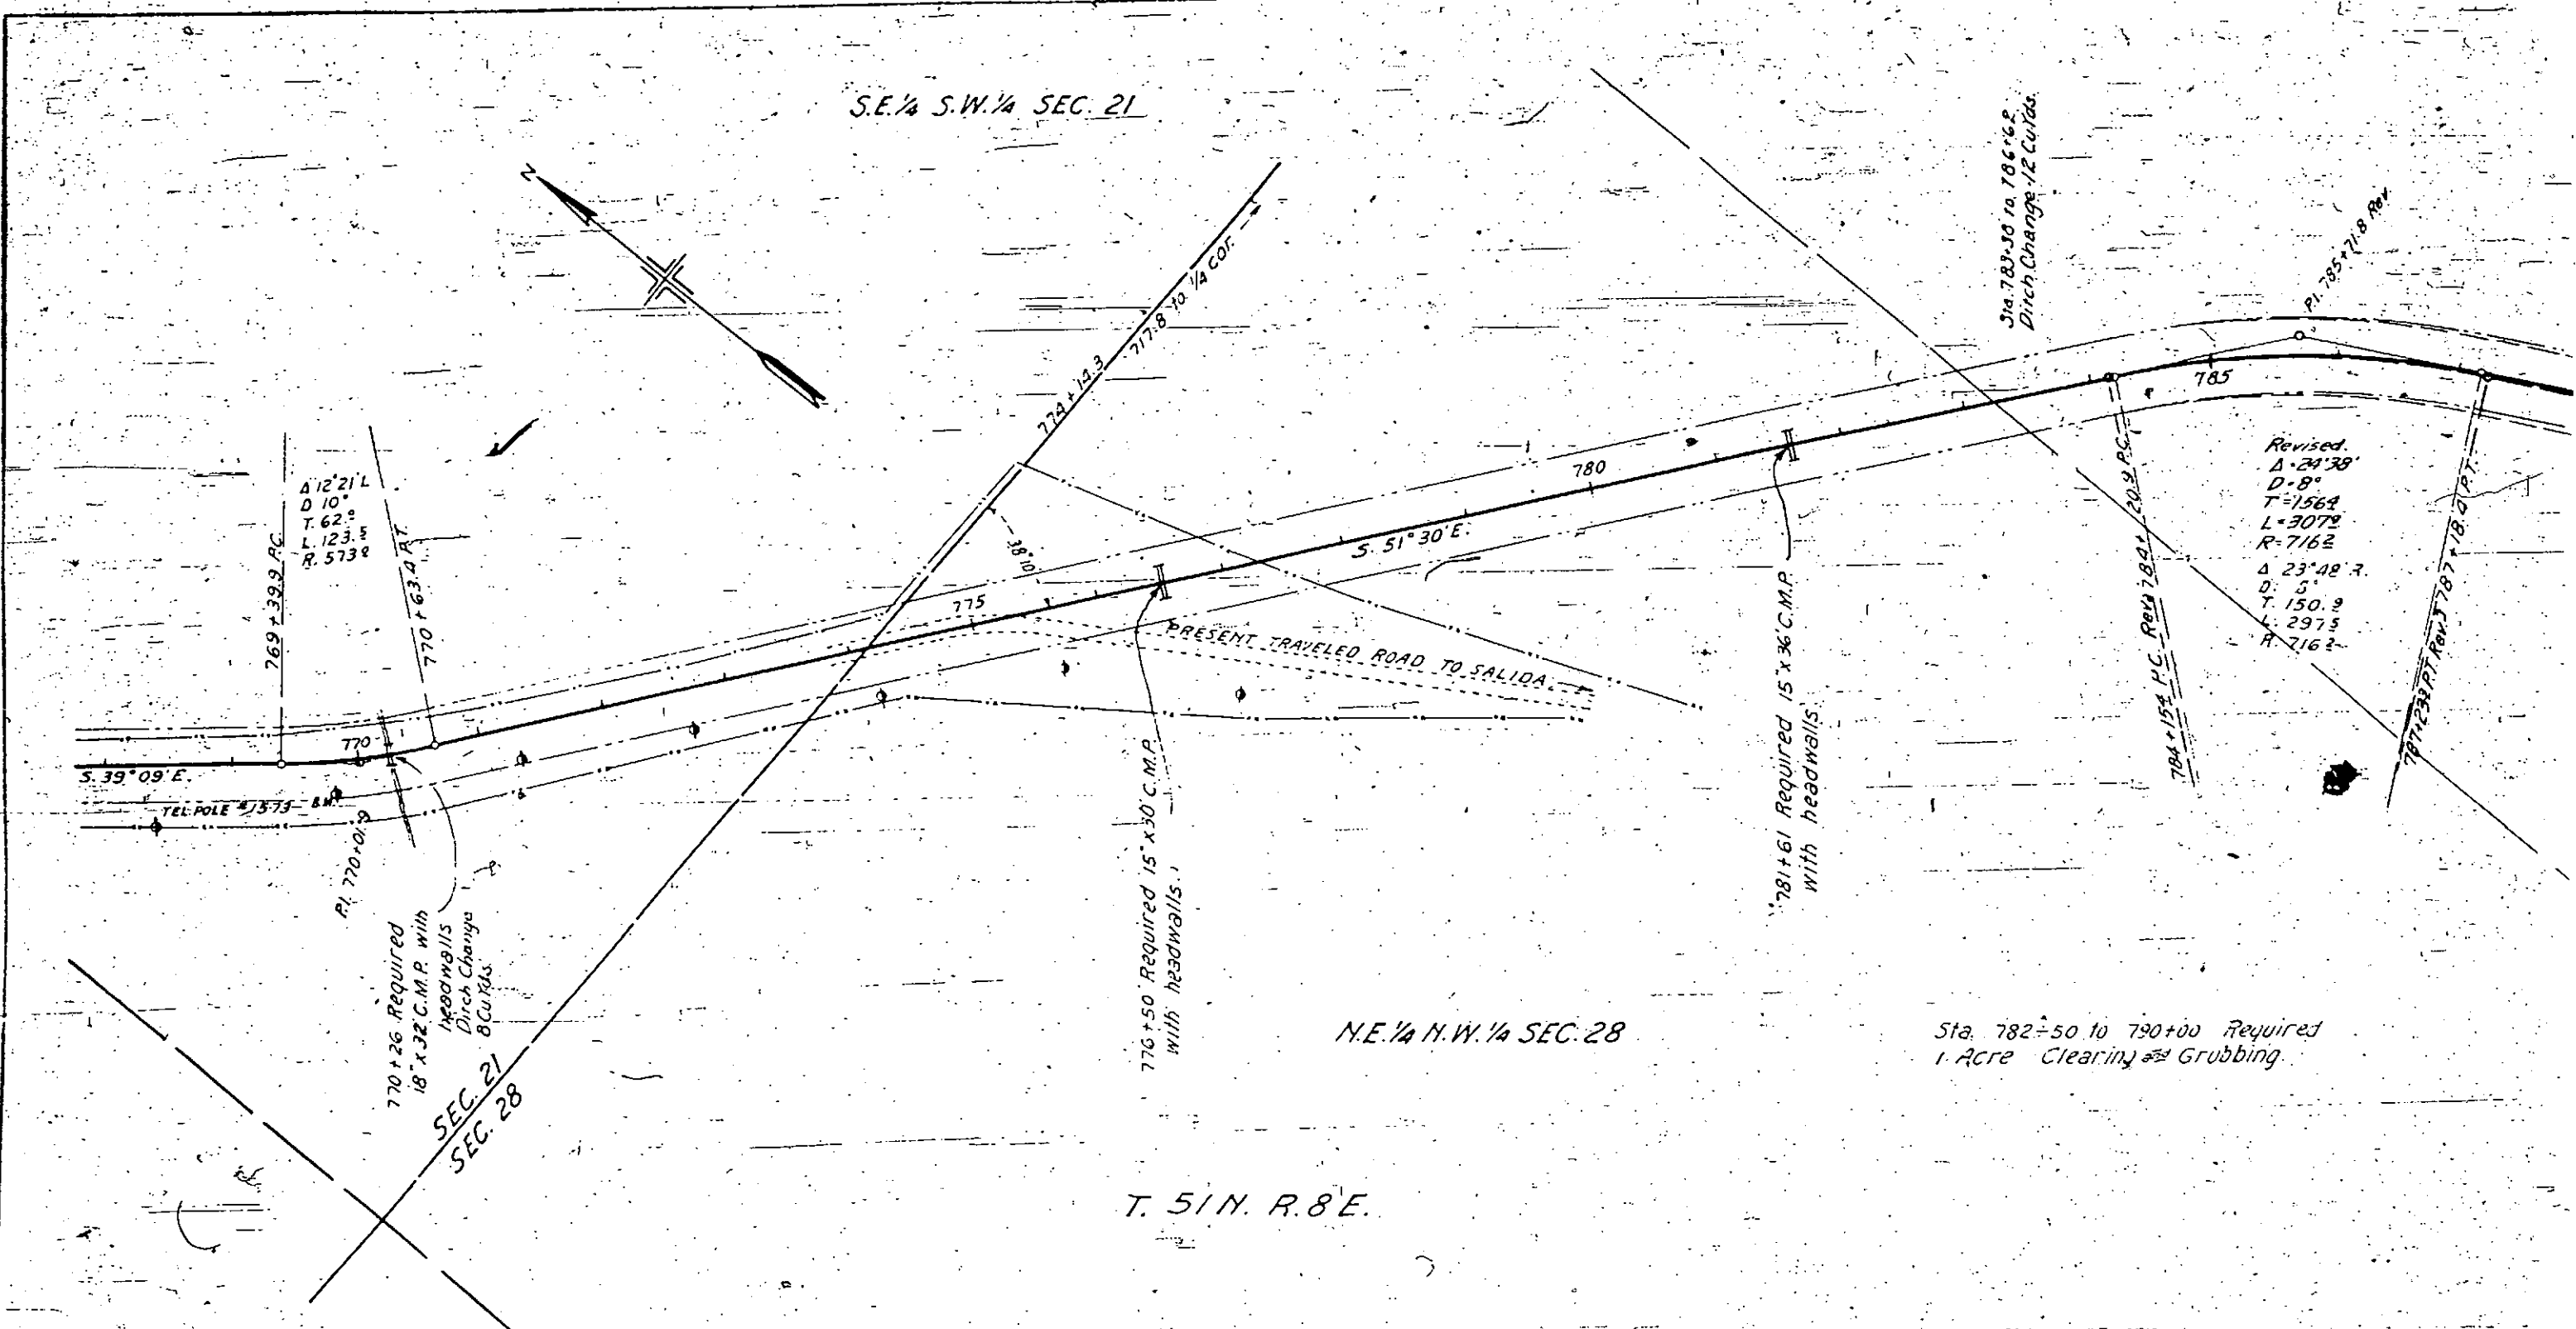 S.E.¼ S.W.¼ SEC. 21
N
Sta. 783+50 to 786+62
Ditch Change-12 Cu.Yds.
P.I. 785+71.8 Rev.
774+14.3
717.8 to ¼ COr.
Δ 12°21'L
D 10°
T. 62.0
L. 123.5
R. 573.0
769+39.9 P.C.
770+63.4 P.T.
38°10'
770
775
780
785
S. 39°09'E.
S. 51°30'E.
PRESENT TRAVELED ROAD TO SALIDA
TEL. POLE #1573 B.M.
P.I. 770+01.9
770+26 Required
18"x32' C.M.P. with
headwalls
Ditch Change
8 Cu.Yds.
776+50 Required 15"x30' C.M.P.
with headwalls.
781+61 Required 15"x36' C.M.P.
with headwalls.
784+ 20.9 P.C.
784+15.4 P.C. Rev.
Revised.
Δ=24°38'
D=8°
T=156.4
L=307.9
R=716.2
Δ 23°48' R.
T. 150.9
L. 297.5
R. 716.2
787+18.4 P.T.
787+23.3 P.T. Rev.
SEC. 21
SEC. 28
N.E.¼ N.W.¼ SEC. 28
Sta. 782+50 to 790+00 Required
1 Acre Clearing and Grubbing.
T. 51N. R.8E.